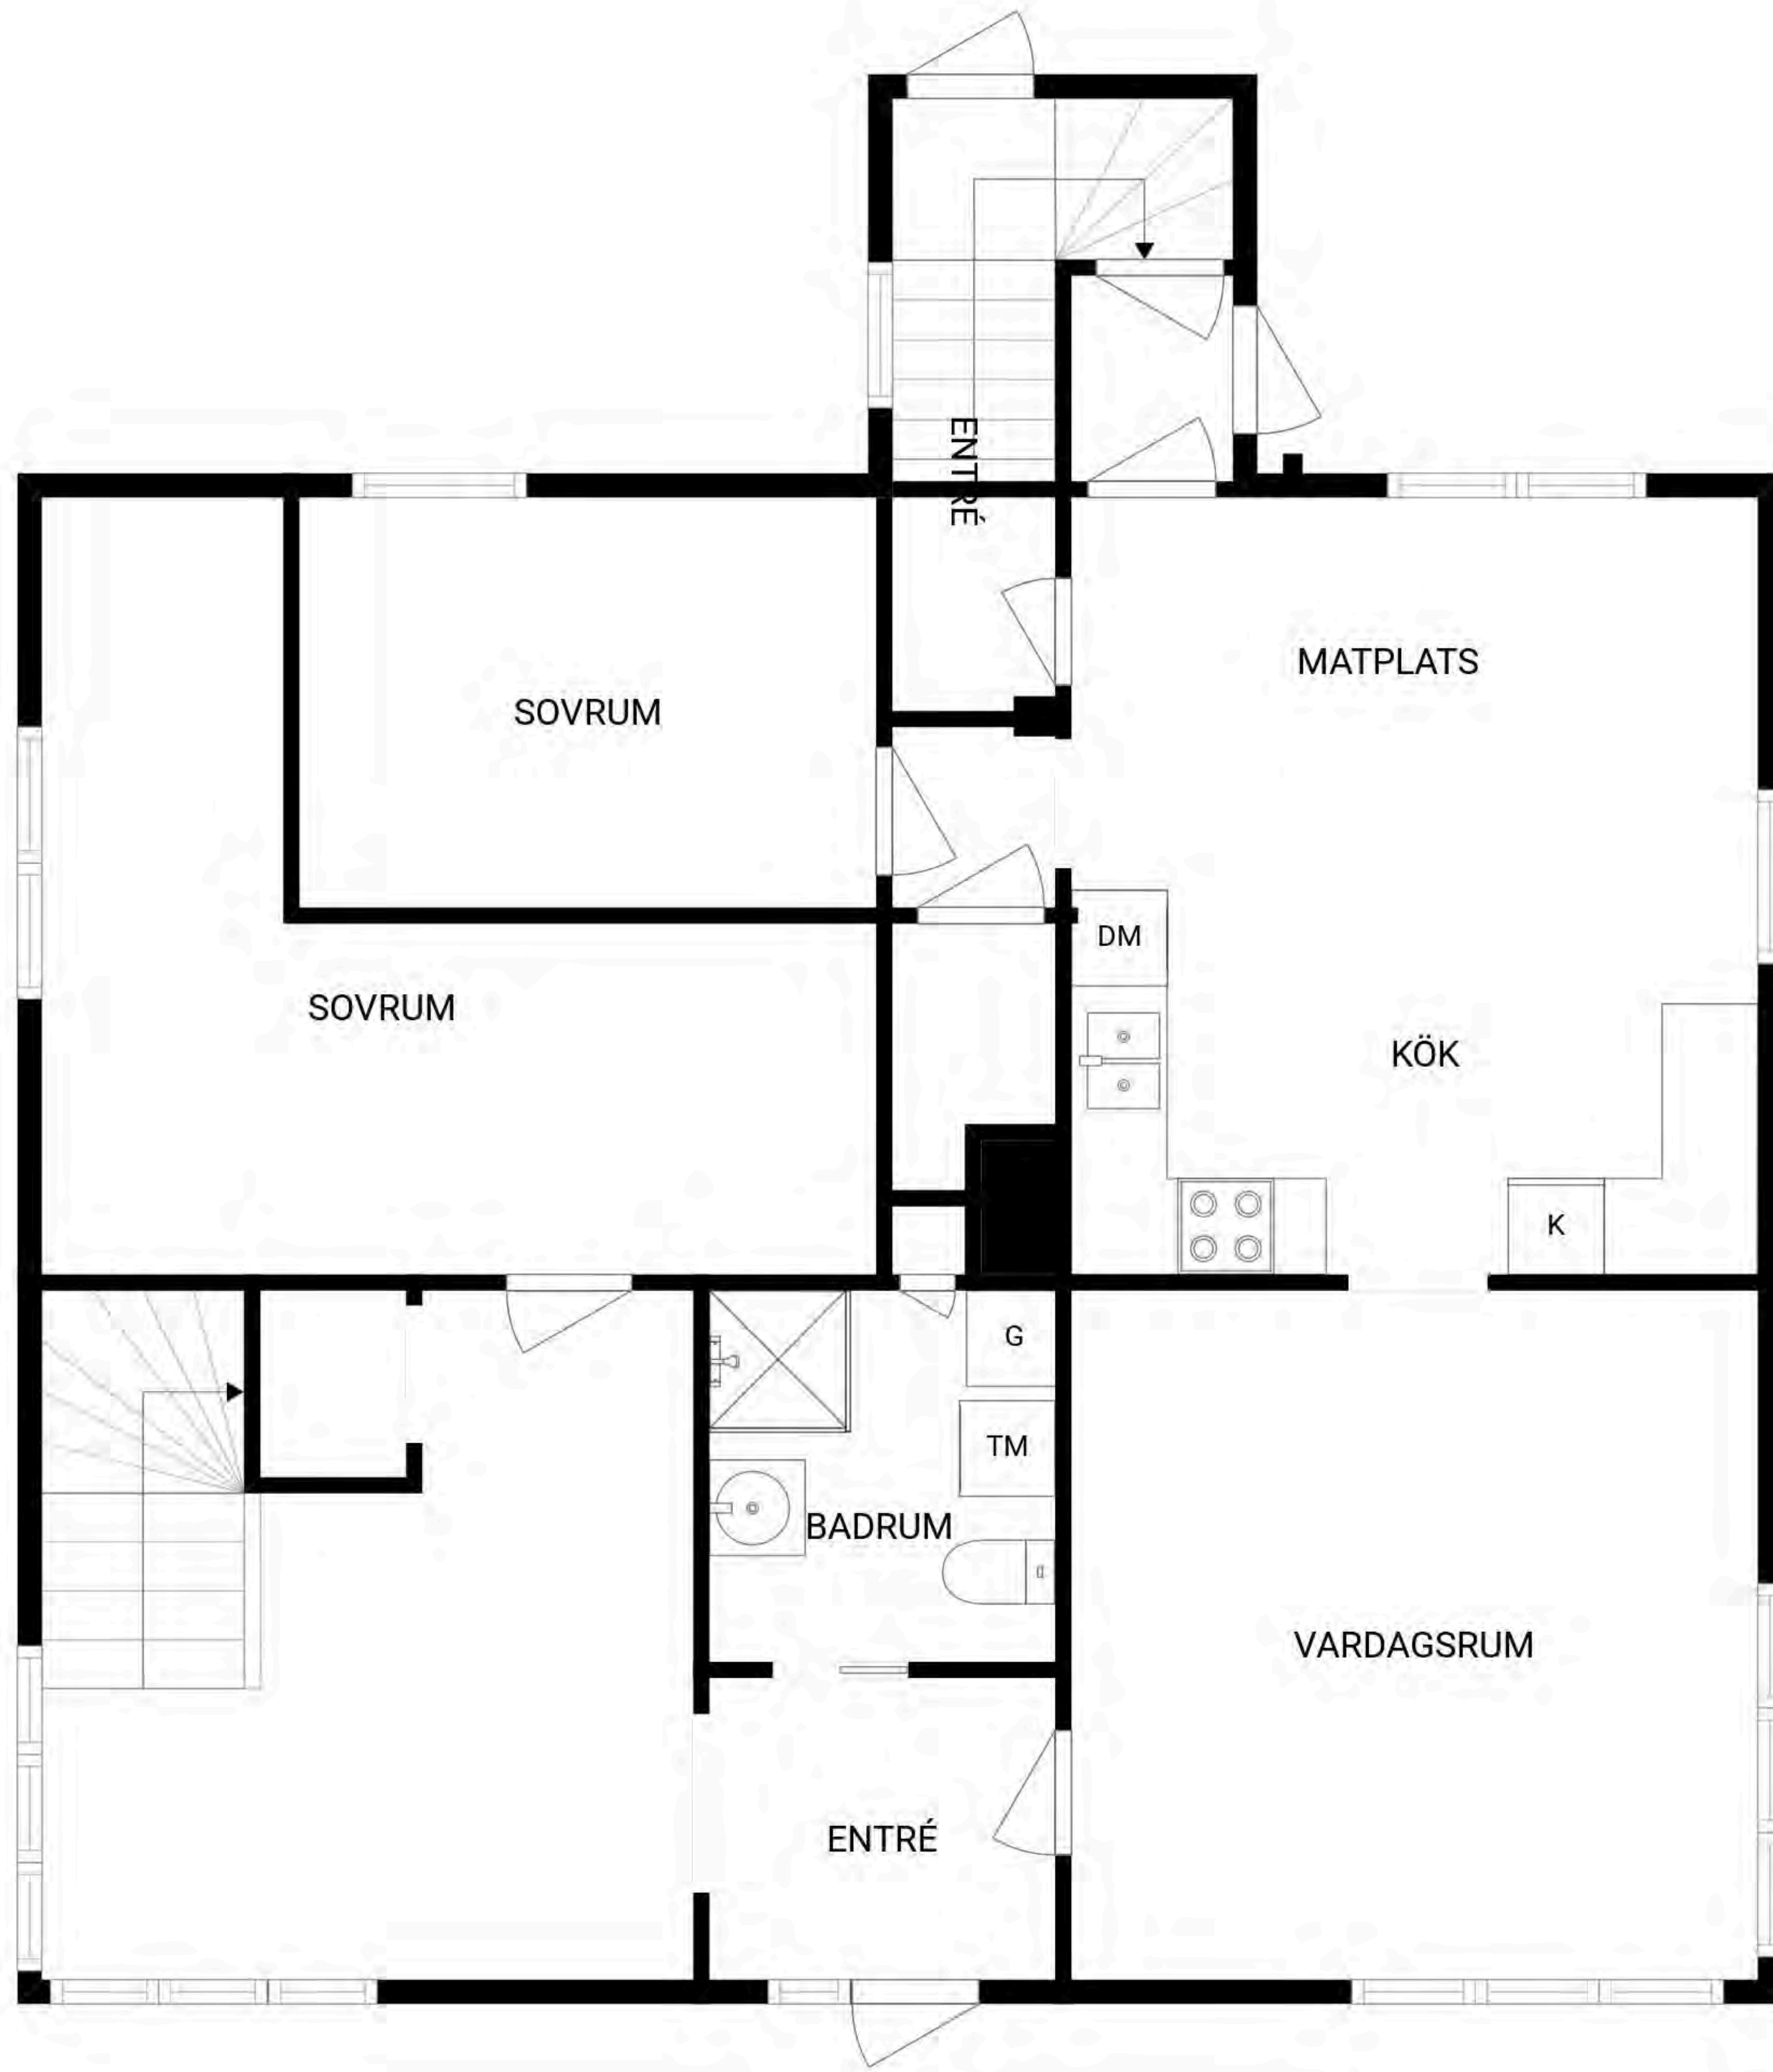 ENTRÉ
MATPLATS
SOVRUM
DM
SOVRUM
KÖK
K
G
TM
BADRUM
VARDAGSRUM
ENTRÉ